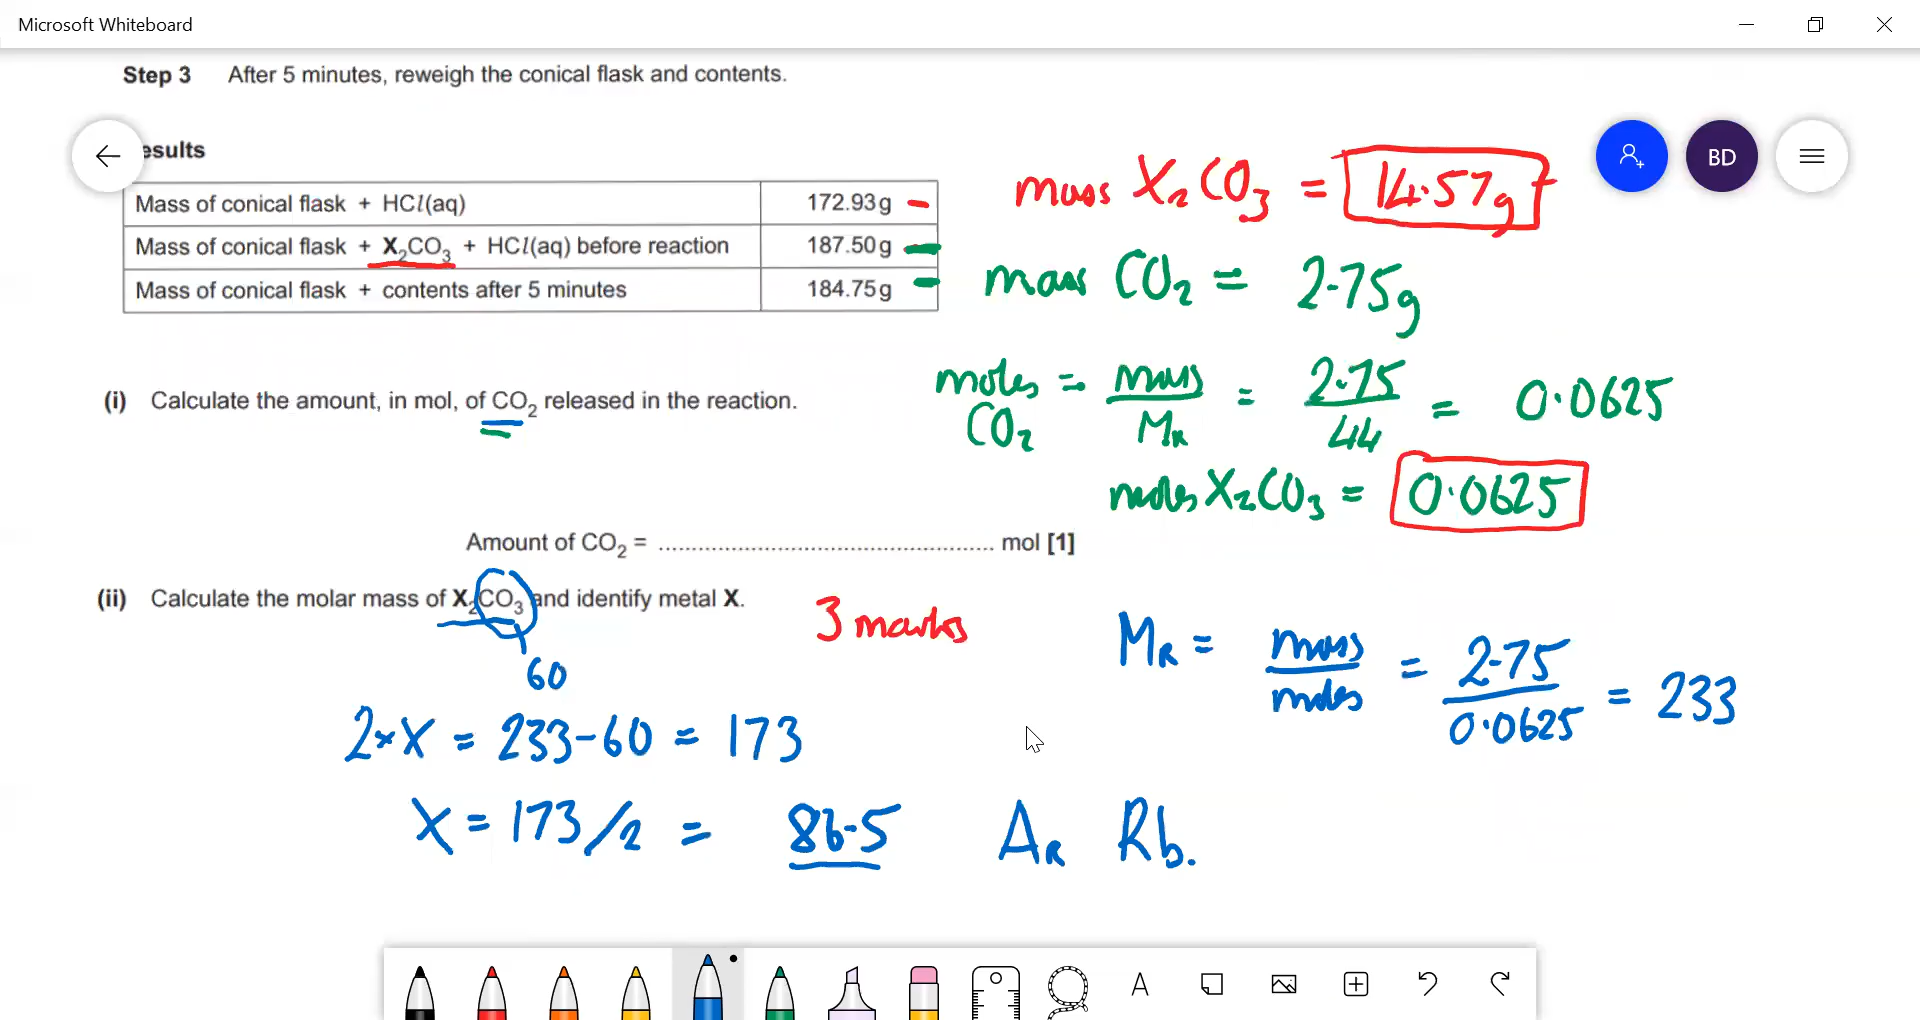 Microsoft Whiteboard
Step 3 After 5 minutes, reweigh the conical flask and contents.
esults
Mass of conical flask + HCl(aq) 172.93g
Mass of conical flask + X₂CO₃ + HCl(aq) before reaction 187.50g
Mass of conical flask + contents after 5 minutes 184.75g
mass X₂CO₃ = 14.57g
BD
mass CO₂ = 2.75g
moles CO₂ = mass / Mr = 2.75 / 44 = 0.0625
(i) Calculate the amount, in mol, of CO₂ released in the reaction.
moles X₂CO₃ = 0.0625
Amount of CO₂ = .................................................. mol [1]
(ii) Calculate the molar mass of X₂CO₃ and identify metal X.
3 marks
60
MR = mass / moles = 2.75 / 0.0625 = 233
2×X = 233-60 = 173
X = 173/2 = 86.5 AR Rb.
A